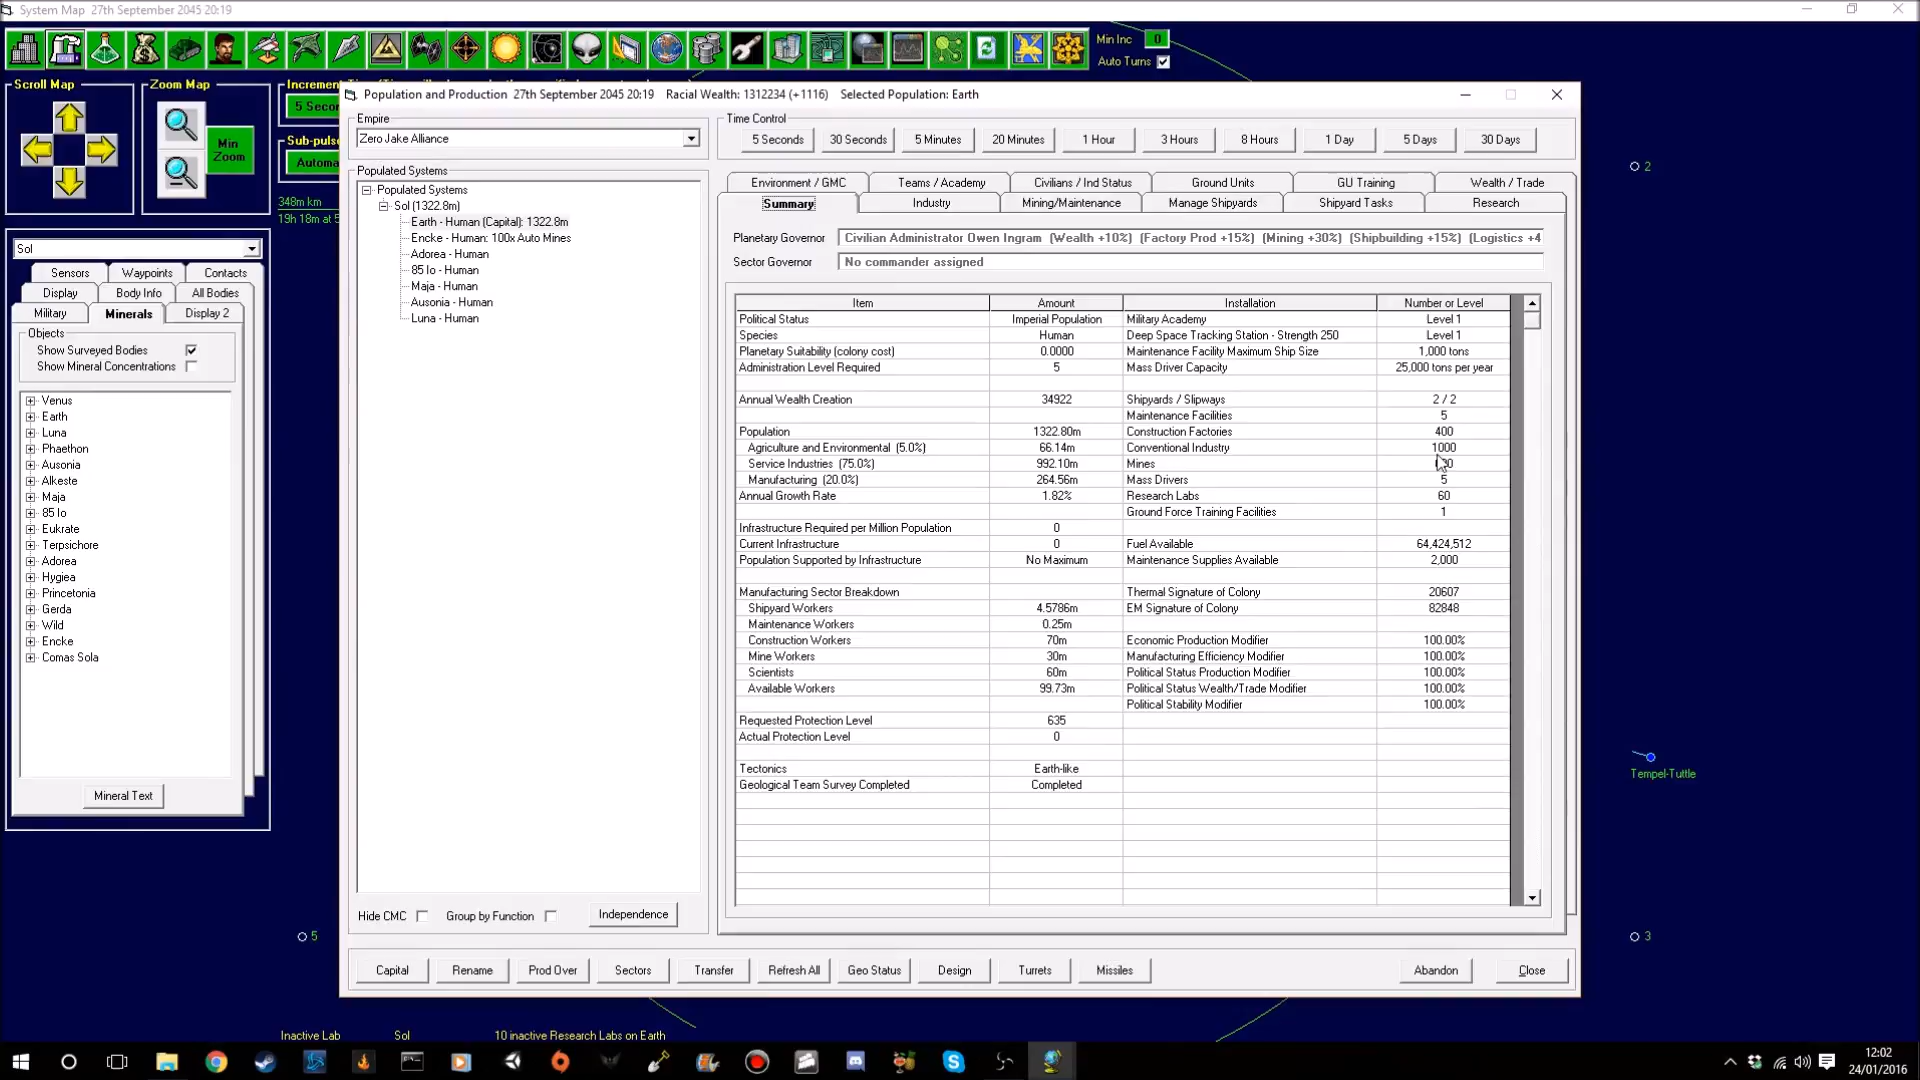 System Map 27th September 2045 20:19
Min Inc 0
Auto Turns
Scroll Map
Zoom Map
Min Zoom
348m km
Sol
Sensors Waypoints Contacts
Display Body Info All Bodies
Military Minerals Display 2
Objects
Show Surveyed Bodies
Show Mineral Concentrations
Venus
Earth
Luna
Phaethon
Ausonia
Alkeste
Maja
85 Io
Eukrate
Terpsichore
Adorea
Hygiea
Princetonia
Gerda
Wild
Encke
Comas Sola
Mineral Text
Population and Production 27th September 2045 20:19 Racial Wealth: 1312234 (+1116) Selected Population: Earth
Empire
Zero Jake Alliance
Populated Systems
Populated Systems
Sol (1322.8m)
Earth - Human (Capital): 1322.8m
Encke - Human: 100x Auto Mines
Adorea - Human
85 Io - Human
Maja - Human
Ausonia - Human
Luna - Human
Hide CMC Group by Function Independence
Time Control
5 Seconds 30 Seconds 5 Minutes 20 Minutes 1 Hour 3 Hours 8 Hours 1 Day 5 Days 30 Days
Environment / GMC Teams / Academy Civilians / Ind Status Ground Units GU Training Wealth / Trade
Summary Industry Mining/Maintenance Manage Shipyards Shipyard Tasks Research
Planetary Governor Civilian Administrator Owen Ingram (Wealth +10%) (Factory Prod +15%) (Mining +30%) (Shipbuilding +15%) (Logistics +4
Sector Governor No commander assigned
Item Amount Installation Number or Level
Political Status Imperial Population Military Academy Level 1
Species Human Deep Space Tracking Station - Strength 250 Level 1
Planetary Suitability (colony cost) 0.0000 Maintenance Facility Maximum Ship Size 1,000 tons
Administration Level Required 5 Mass Driver Capacity 25,000 tons per year
Annual Wealth Creation 34922 Shipyards / Slipways 2 / 2
Maintenance Facilities 5
Population 1322.80m Construction Factories 400
Agriculture and Environmental (5.0%) 66.14m Conventional Industry 1000
Service Industries (75.0%) 992.10m Mines
Manufacturing (20.0%) 264.56m Mass Drivers 5
Annual Growth Rate 1.82% Research Labs 60
Ground Force Training Facilities 1
Infrastructure Required per Million Population 0
Current Infrastructure 0 Fuel Available 64,424,512
Population Supported by Infrastructure No Maximum Maintenance Supplies Available 2,000
Manufacturing Sector Breakdown Thermal Signature of Colony 20607
Shipyard Workers 4.5786m EM Signature of Colony 82848
Maintenance Workers 0.25m
Construction Workers 70m Economic Production Modifier 100.00%
Mine Workers 30m Manufacturing Efficiency Modifier 100.00%
Scientists 60m Political Status Production Modifier 100.00%
Available Workers 99.73m Political Status Wealth/Trade Modifier 100.00%
Political Stability Modifier 100.00%
Requested Protection Level 635
Actual Protection Level 0
Tectonics Earth-like
Geological Team Survey Completed Completed
Capital Rename Prod Over Sectors Transfer Refresh All Geo Status Design Turrets Missiles Abandon Close
2
Tempel-Tuttle
5
3
Inactive Lab Sol 10 inactive Research Labs on Earth
12:02
24/01/2016